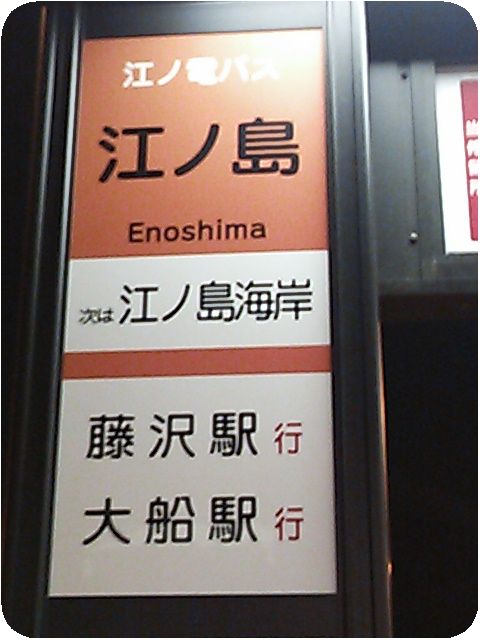 江ノ電バス
江ノ島
Enoshima
次は 江ノ島海岸
藤沢駅 行
大船駅 行